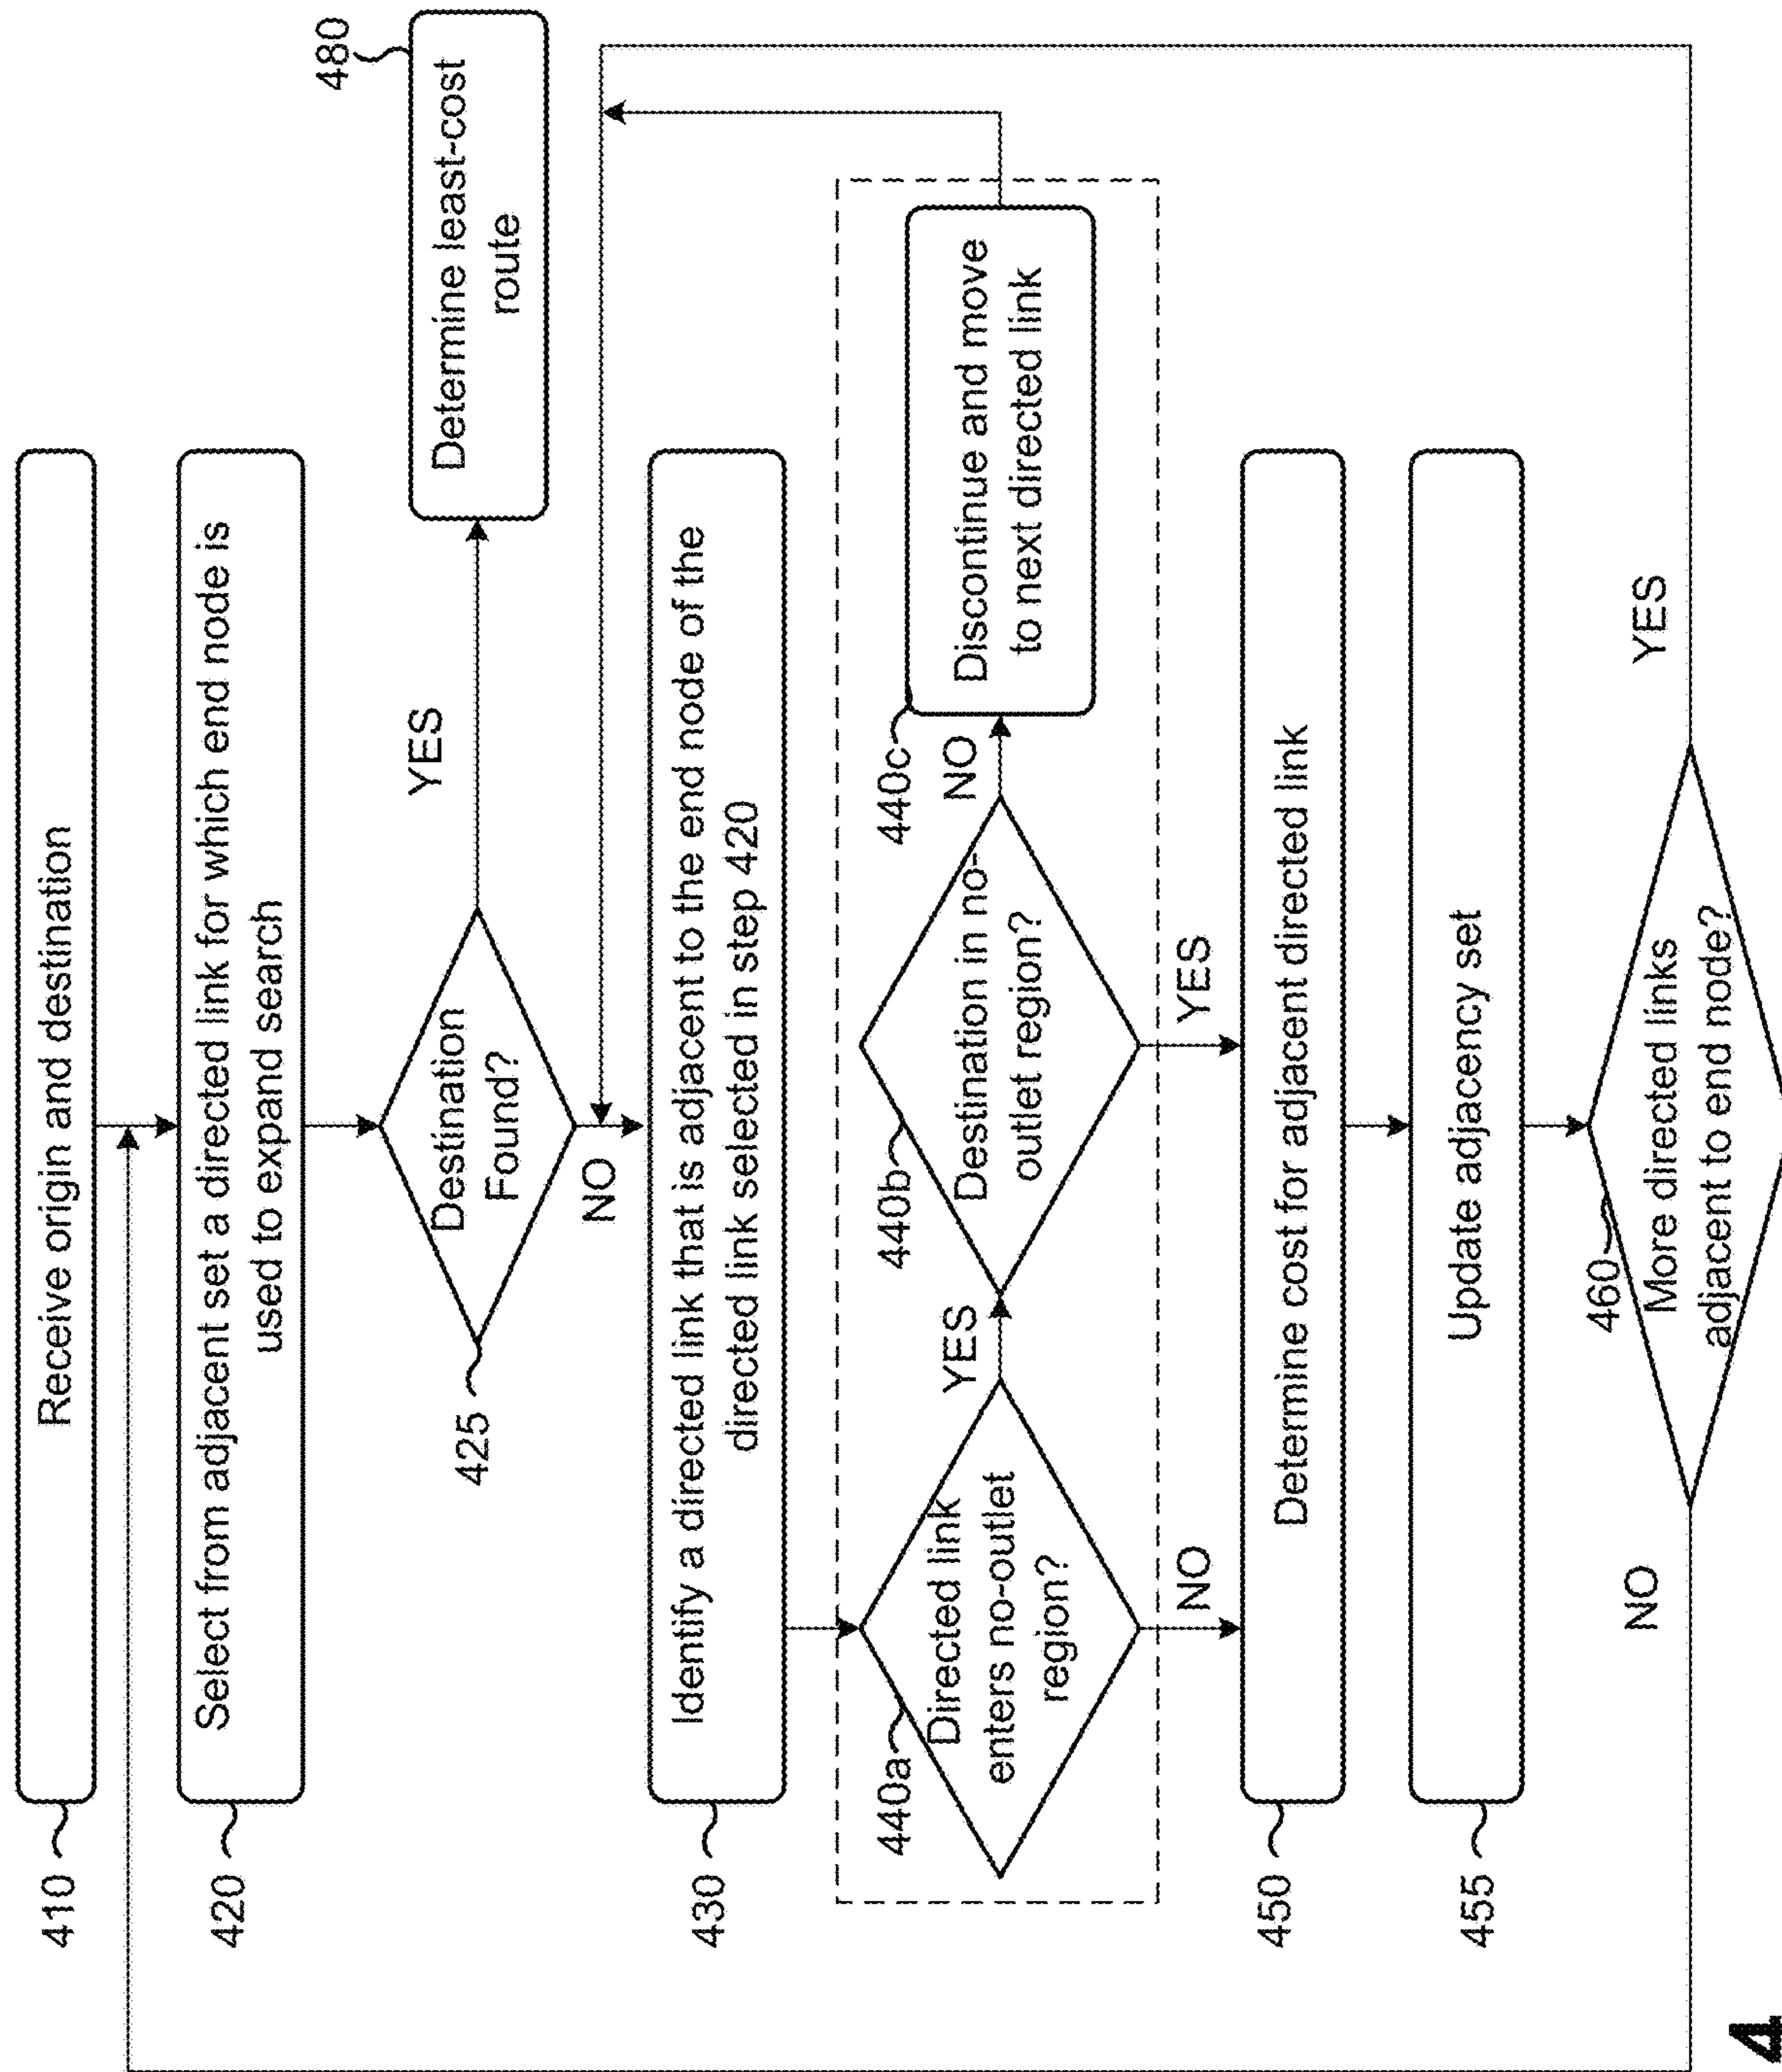 410
Receive origin and destination
420
Select from adjacent set a directed link for which end node is
used to expand search
425
Destination
Found?
YES
480
Determine least-cost
route
NO
430
Identify a directed link that is adjacent to the end node of the
directed link selected in step 420
440a
Directed link
enters no-outlet
region?
YES
440b
Destination in no-
outlet region?
440c
NO
Discontinue and move
to next directed link
NO
YES
450
Determine cost for adjacent directed link
455
Update adjacency set
460
More directed links
adjacent to end node?
NO
YES
4